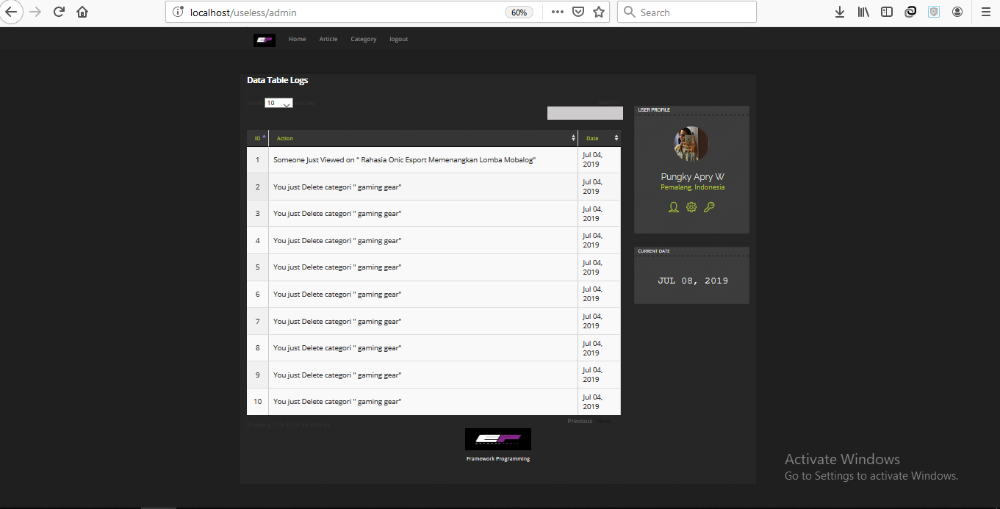 localhost/useless/admin
60%
Search
Home
Article
Category
logout
Data Table Logs
Show 10 entries
Search:
ID
Action
Date
1
Someone Just Viewed on " Rahasia Onic Esport Memenangkan Lomba Mobalog"
Jul 04,
2019
2
You just Delete categori " gaming gear"
Jul 04,
2019
3
You just Delete categori " gaming gear"
Jul 04,
2019
4
You just Delete categori " gaming gear"
Jul 04,
2019
5
You just Delete categori " gaming gear"
Jul 04,
2019
6
You just Delete categori " gaming gear"
Jul 04,
2019
7
You just Delete categori " gaming gear"
Jul 04,
2019
8
You just Delete categori " gaming gear"
Jul 04,
2019
9
You just Delete categori " gaming gear"
Jul 04,
2019
10
You just Delete categori " gaming gear"
Jul 04,
2019
Showing 1 to 10 of 47 entries
Previous
Next
USER PROFILE
Pungky Apry W
Pemalang, Indonesia
CURRENT DATE
JUL 08, 2019
EP
Framework Programming
Activate Windows
Go to Settings to activate Windows.